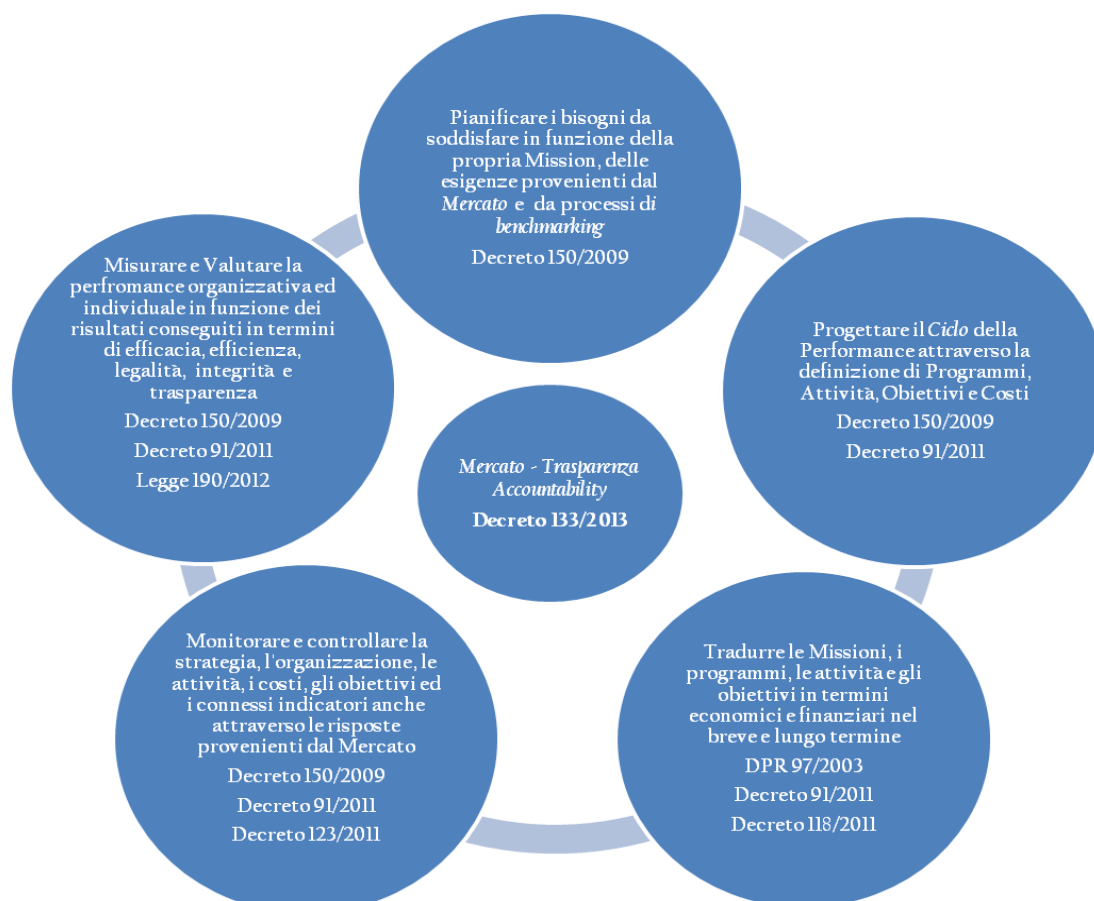 Pianificare i bisogni da
soddisfare in funzione della
propria Mission, delle
esigenze provenienti dal
Mercato e da processi di
benchmarking
Decreto 150/2009
Progettare il Ciclo della
Performance attraverso la
definizione di Programmi,
Attività, Obiettivi e Costi
Decreto 150/2009
Decreto 91/2011
Tradurre le Missioni, i
programmi, le attività e gli
obiettivi in termini
economici e finanziari nel
breve e lungo termine
DPR 97/2003
Decreto 91/2011
Decreto 118/2011
Monitorare e controllare la
strategia, l'organizzazione, le
attività, i costi, gli obiettivi ed
i connessi indicatori anche
attraverso le risposte
provenienti dal Mercato
Decreto 150/2009
Decreto 91/2011
Decreto 123/2011
Misurare e Valutare la
perfromance organizzativa ed
individuale in funzione dei
risultati conseguiti in termini
di efficacia, efficienza,
legalità, integrità e
trasparenza
Decreto 150/2009
Decreto 91/2011
Legge 190/2012
Mercato - Trasparenza
Accountability
Decreto 133/2013